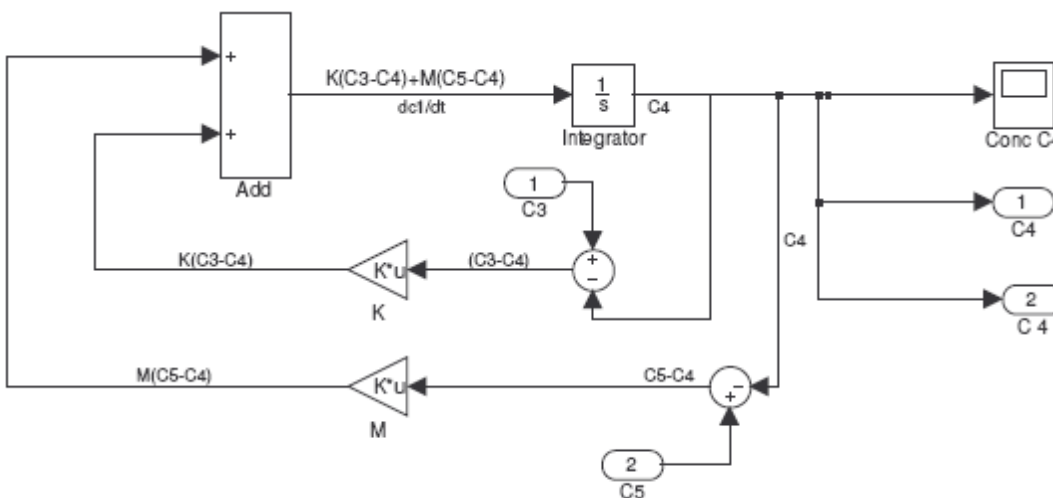 +
K(C3-C4)+M(C5-C4)
dc1/dt
1
s
Integrator
C4
Conc C4
+
Add
1
C3
+
−
1
C4
C4
K(C3-C4)
K*u
K
(C3-C4)
2
C 4
M(C5-C4)
K*u
M
C5-C4
−
+
2
C5